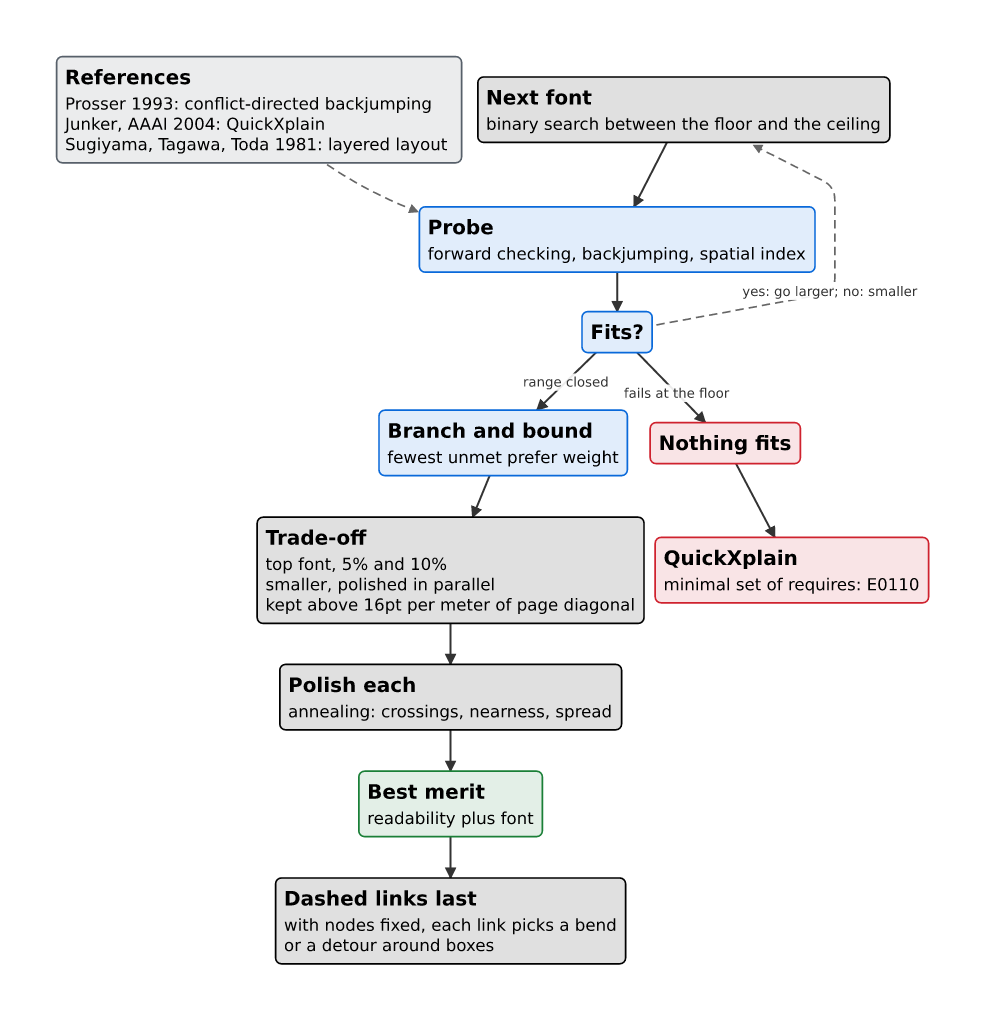 References
Prosser 1993: conflict-directed backjumping
Junker, AAAI 2004: QuickXplain
Sugiyama, Tagawa, Toda 1981: layered layout
Next font
binary search between the floor and the ceiling
Probe
forward checking, backjumping, spatial index
yes: go larger; no: smaller
Fits?
range closed
fails at the floor
Branch and bound
fewest unmet prefer weight
Nothing fits
Trade-off
top font, 5% and 10%
smaller, polished in parallel
kept above 16pt per meter of page diagonal
QuickXplain
minimal set of requires: E0110
Polish each
annealing: crossings, nearness, spread
Best merit
readability plus font
Dashed links last
with nodes fixed, each link picks a bend
or a detour around boxes